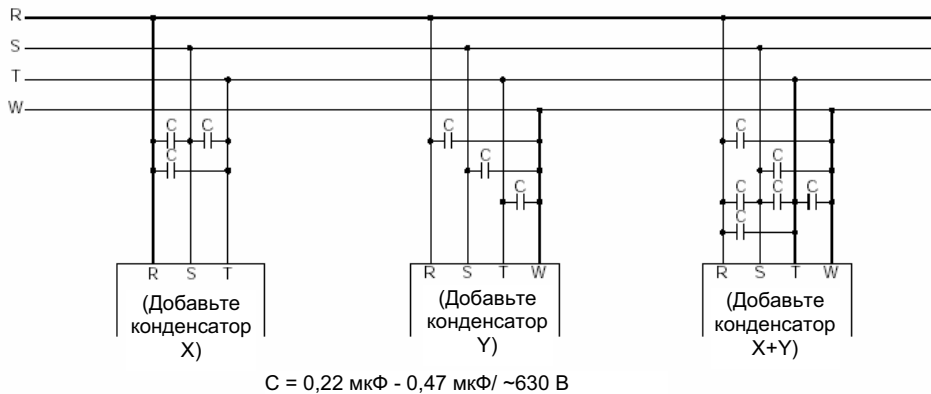 R
S
T
W
C C
C
C
C
C
C
C
C C C
C
R S T
R S T W
R S T W
(Добавьте
конденсатор
X)
(Добавьте
конденсатор
Y)
(Добавьте
конденсатор
X+Y)
C = 0,22 мкФ - 0,47 мкФ/ ~630 В